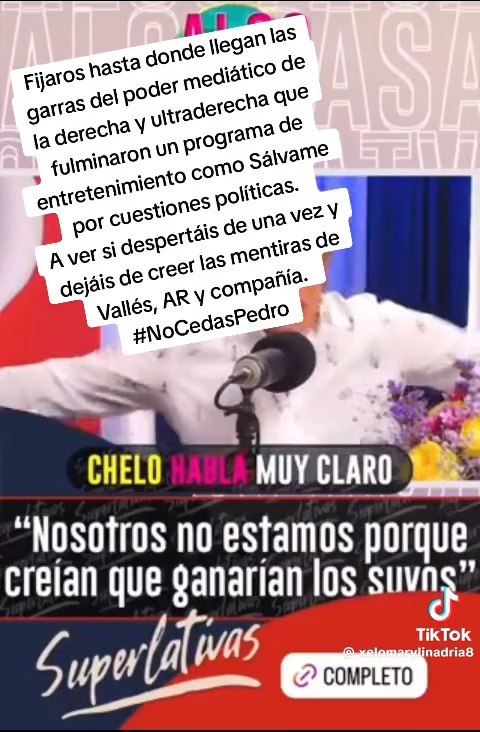 Fijaros hasta donde llegan las
garras del poder mediático de
la derecha y ultraderecha que
fulminaron un programa de
entretenimiento como Sálvame
por cuestiones políticas.
A ver si despertáis de una vez y
dejáis de creer las mentiras de
Vallés, AR y compañía.
#NoCedasPedro
CHELO HABLA MUY CLARO
“Nosotros no estamos porque
creían que ganarían los suyos”
TikTok
@xelomarylinadria8
Superlativas
COMPLETO